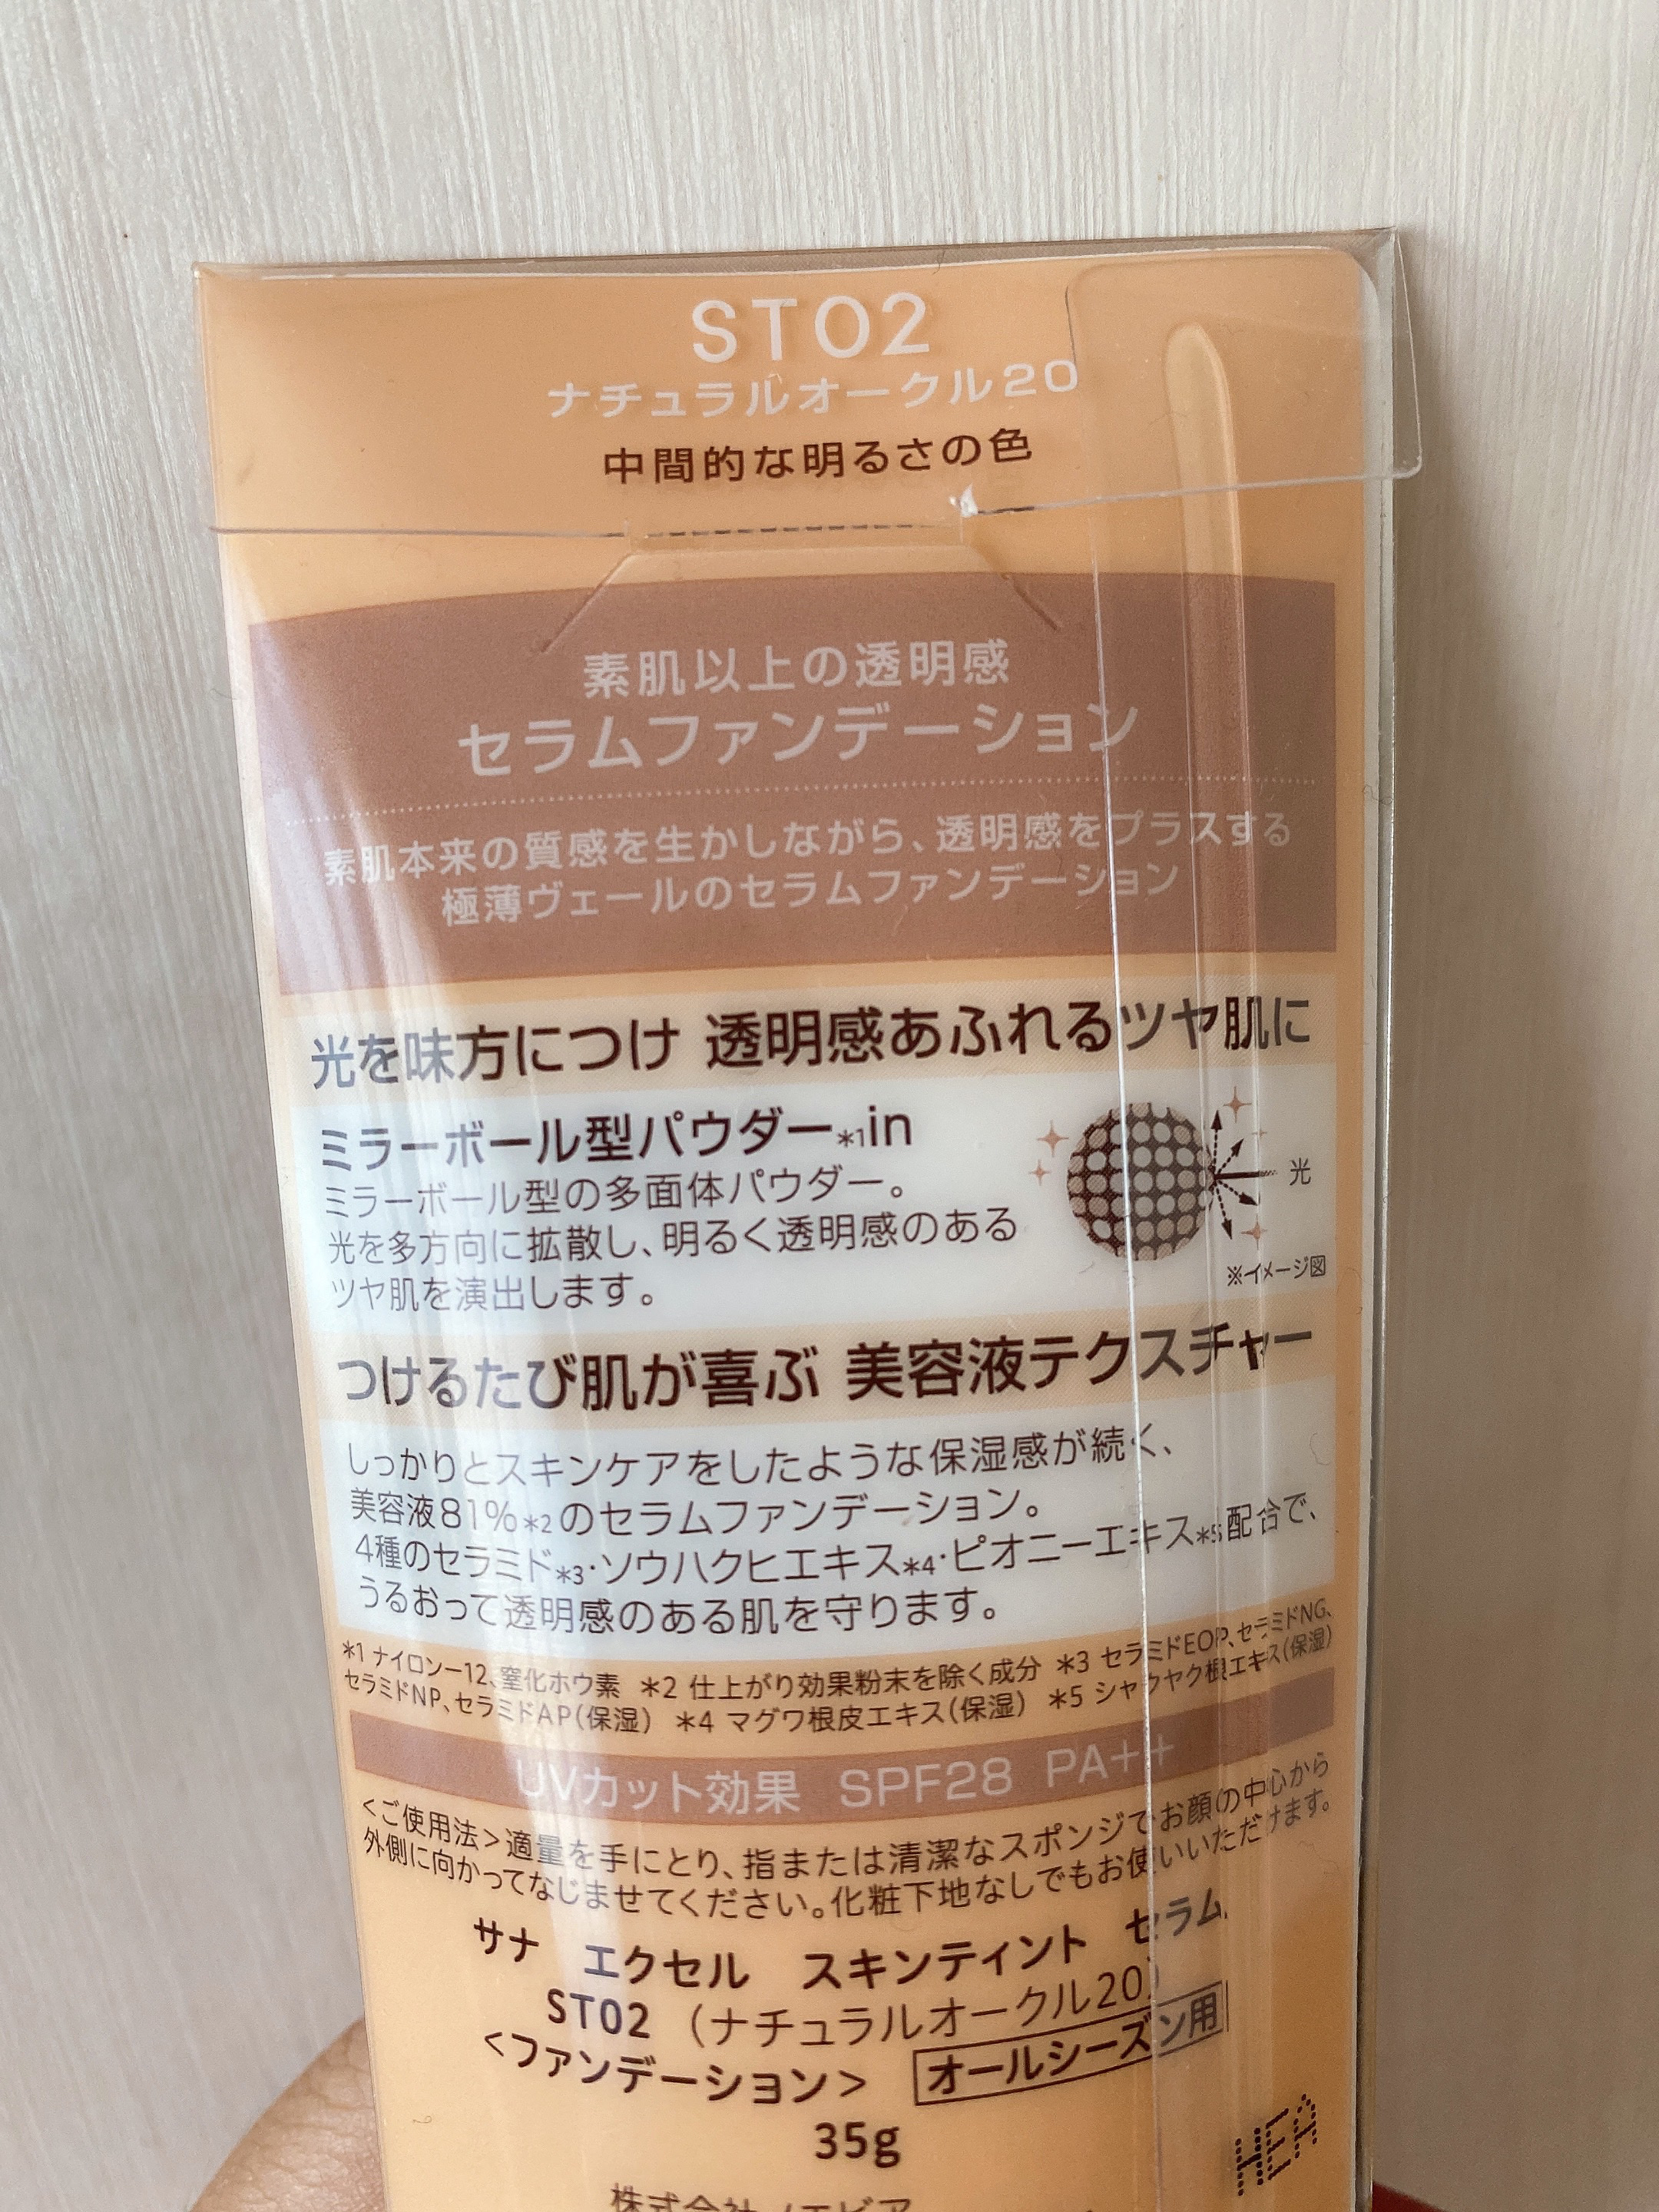 ST02
ナチュラルオークル20
中間的な明るさの色
素肌以上の透明感
セラムファンデーション
素肌本来の質感を生かしながら、透明感をプラスする
極薄ヴェールのセラムファンデーション
光を味方につけ 透明感あふれるツヤ肌に
ミラーボール型パウダー*1in
ミラーボール型の多面体パウダー。
光を多方向に拡散し、明るく透明感のある
ツヤ肌を演出します。
光
※イメージ図
つけるたび肌が喜ぶ 美容液テクスチャー
しっかりとスキンケアをしたような保湿感が続く、
美容液81%*2のセラムファンデーション。
4種のセラミド*3・ソウハクヒエキス*4・ピオニーエキス*5配合で、
うるおって透明感のある肌を守ります。
*1 ナイロン-12、窒化ホウ素 *2 仕上がり効果粉末を除く成分 *3 セラミドEOP、セラミドNG、
セラミドNP、セラミドAP(保湿) *4 マグワ根皮エキス(保湿) *5 シャクヤク根エキス(保湿)
UVカット効果 SPF28 PA++
<ご使用法>適量を手にとり、指または清潔なスポンジでお顔の中心から
外側に向かってなじませてください。化粧下地なしでもお使いいただけます。
サナ エクセル スキンティント セラム
ST02 (ナチュラルオークル20)
<ファンデーション> オールシーズン用
35g
HEA
株式会社 ノエビア